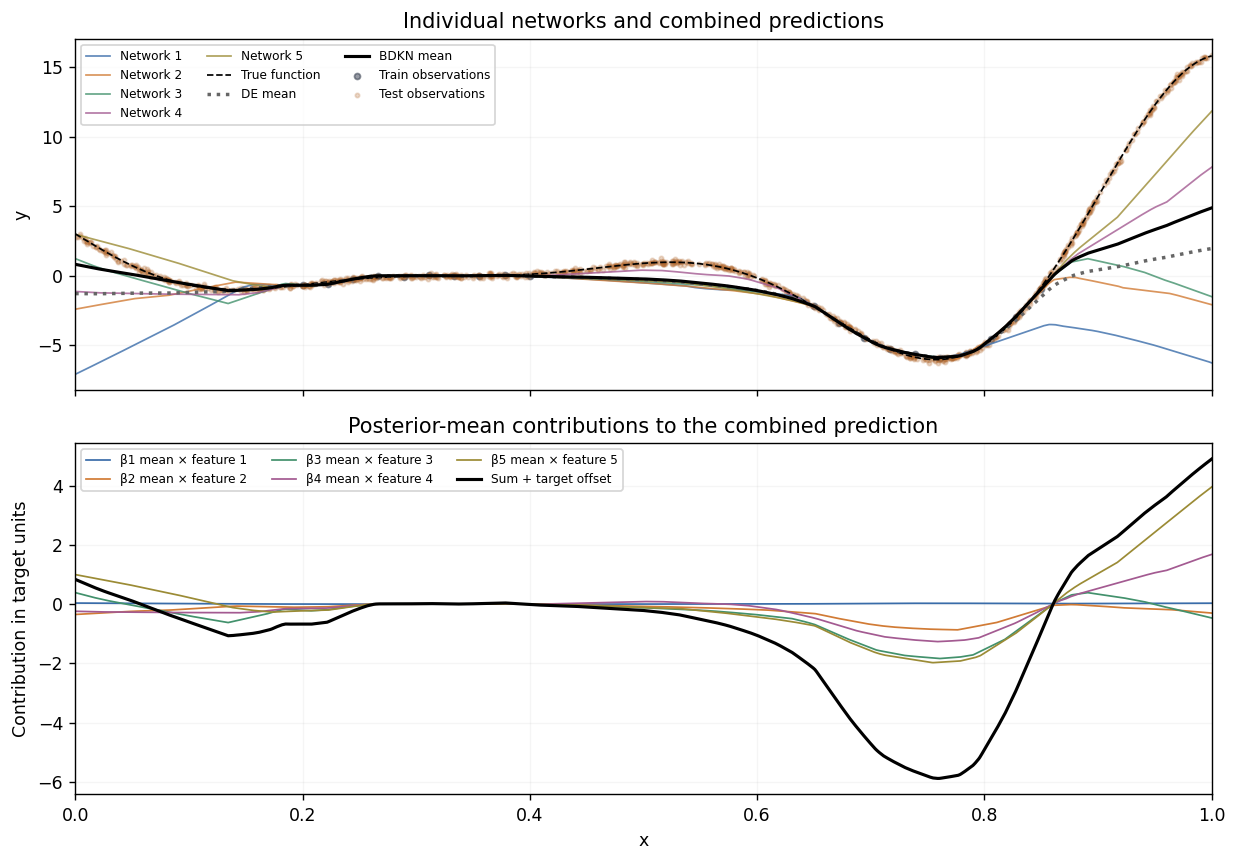 Individual networks and combined predictions
Network 1
Network 2
Network 3
Network 4
Network 5
True function
DE mean
BDKN mean
Train observations
Test observations
15
10
5
0
−5
y
Posterior-mean contributions to the combined prediction
β1 mean × feature 1
β2 mean × feature 2
β3 mean × feature 3
β4 mean × feature 4
β5 mean × feature 5
Sum + target offset
4
2
0
−2
−4
−6
Contribution in target units
0.0 0.2 0.4 0.6 0.8 1.0
x